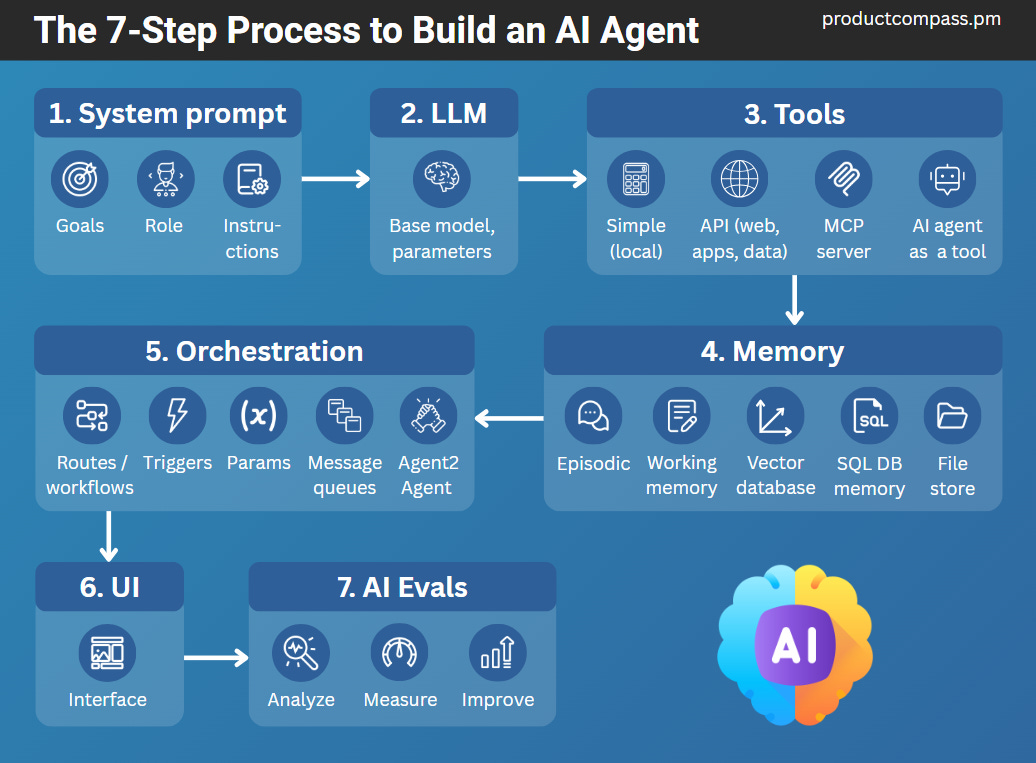 The 7-Step Process to Build an AI Agent
productcompass.pm
1. System prompt
Goals
Role
Instru-
ctions
2. LLM
Base model,
parameters
3. Tools
Simple
(local)
API (web,
apps, data)
MCP
server
AI agent
as a tool
4. Memory
Episodic
Working
memory
Vector
database
SQL
SQL DB
memory
File
store
5. Orchestration
Routes /
workflows
Triggers
(x)
Params
Message
queues
Agent2
Agent
6. UI
Interface
7. AI Evals
Analyze
Measure
Improve
AI